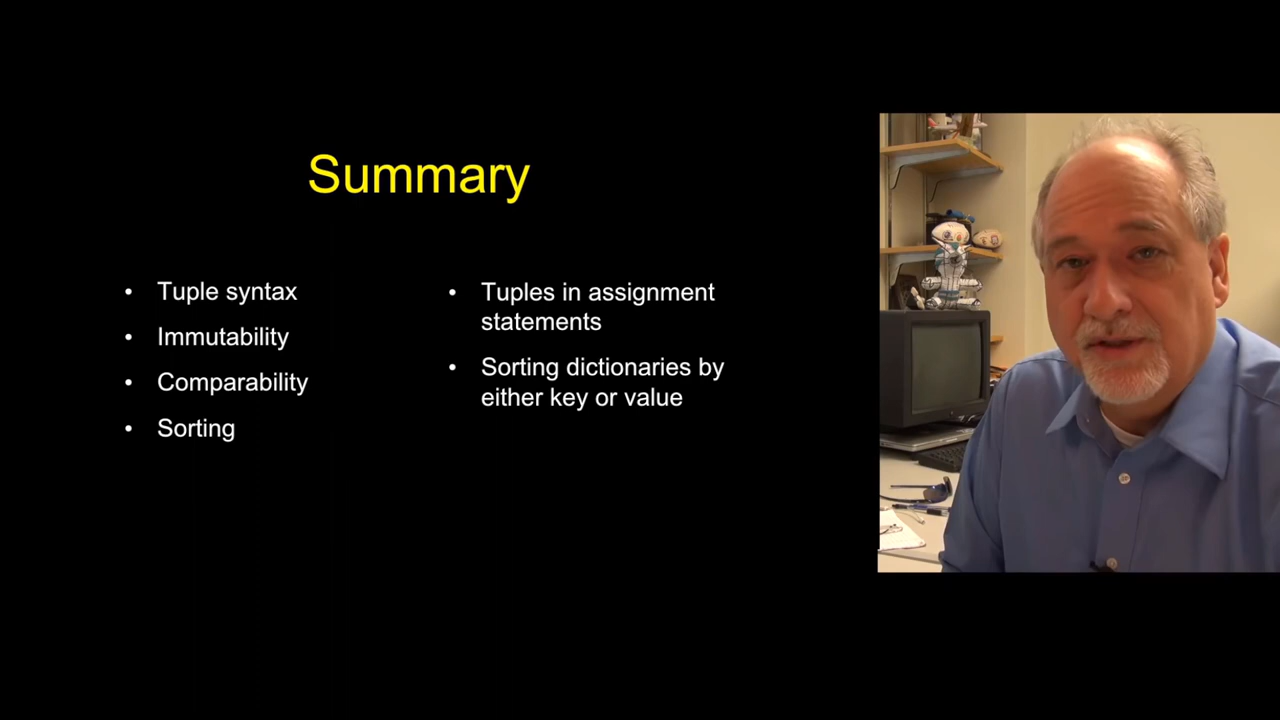 Summary
• Tuple syntax
• Immutability
• Comparability
• Sorting
• Tuples in assignment
statements
• Sorting dictionaries by
either key or value